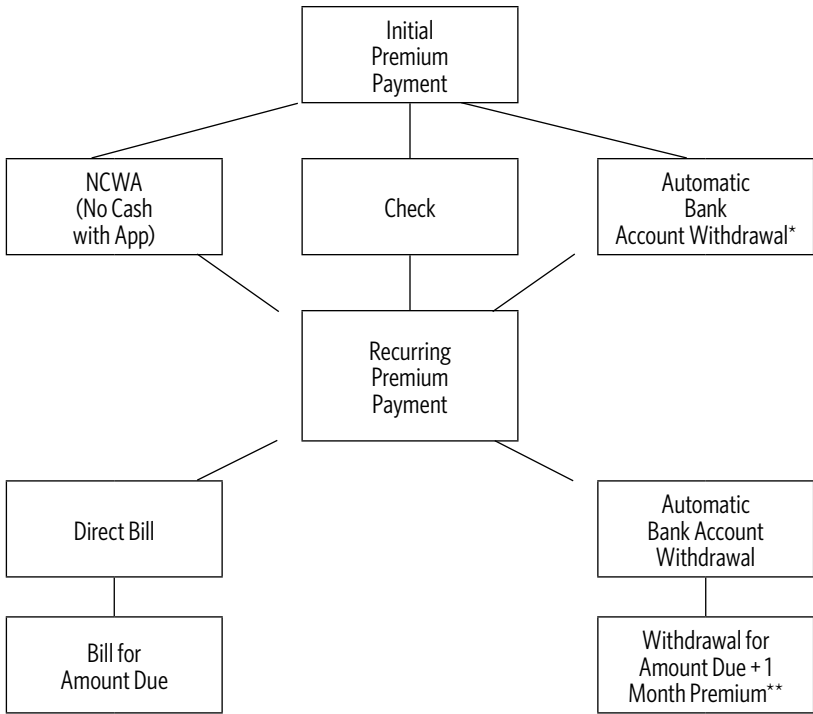 Initial
Premium
Payment
NCWA
(No Cash
with App)
Check
Automatic
Bank
Account Withdrawal*
Recurring
Premium
Payment
Direct Bill
Automatic
Bank Account
Withdrawal
Bill for
Amount Due
Withdrawal for
Amount Due + 1
Month Premium**